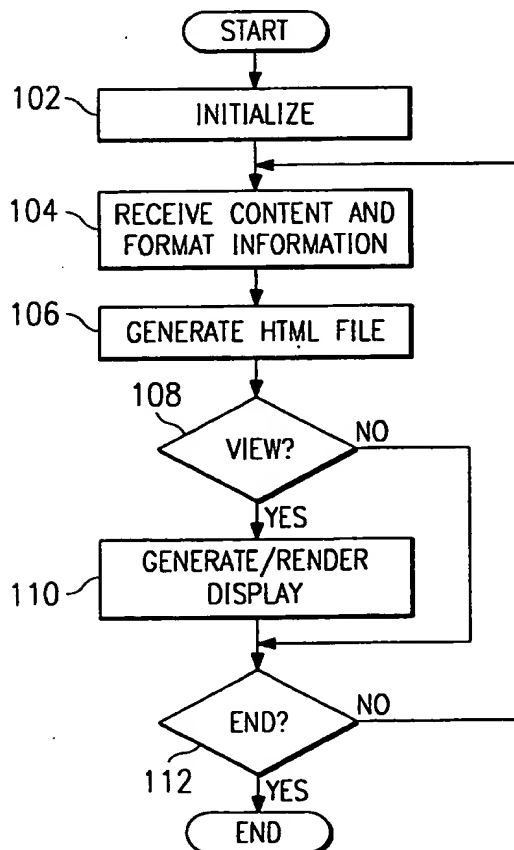 START
102
INITIALIZE
104
RECEIVE CONTENT AND
FORMAT INFORMATION
106
GENERATE HTML FILE
108
VIEW?
NO
YES
110
GENERATE/RENDER
DISPLAY
END?
NO
112
YES
END